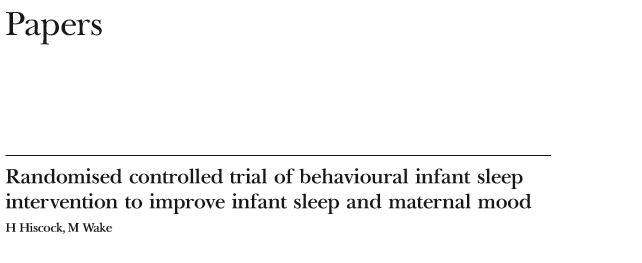 Papers
Randomised controlled trial of behavioural infant sleep
intervention to improve infant sleep and maternal mood
H Hiscock, M Wake